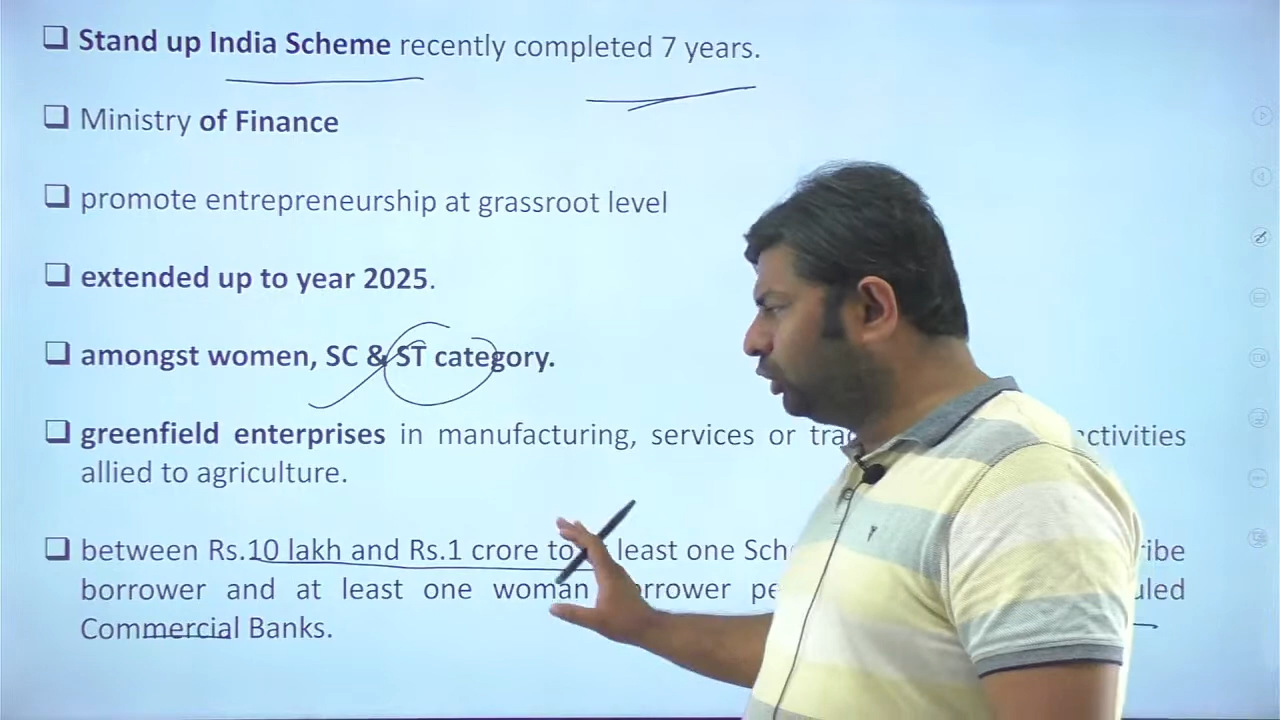 Stand up India Scheme recently completed 7 years.
Ministry of Finance
promote entrepreneurship at grassroot level
extended up to year 2025.
amongst women, SC & ST category.
greenfield enterprises in manufacturing, services or
allied to agriculture.
between Rs.10 lakh and Rs.1 crore to least one
borrower and at least one woman
Commercial Banks.